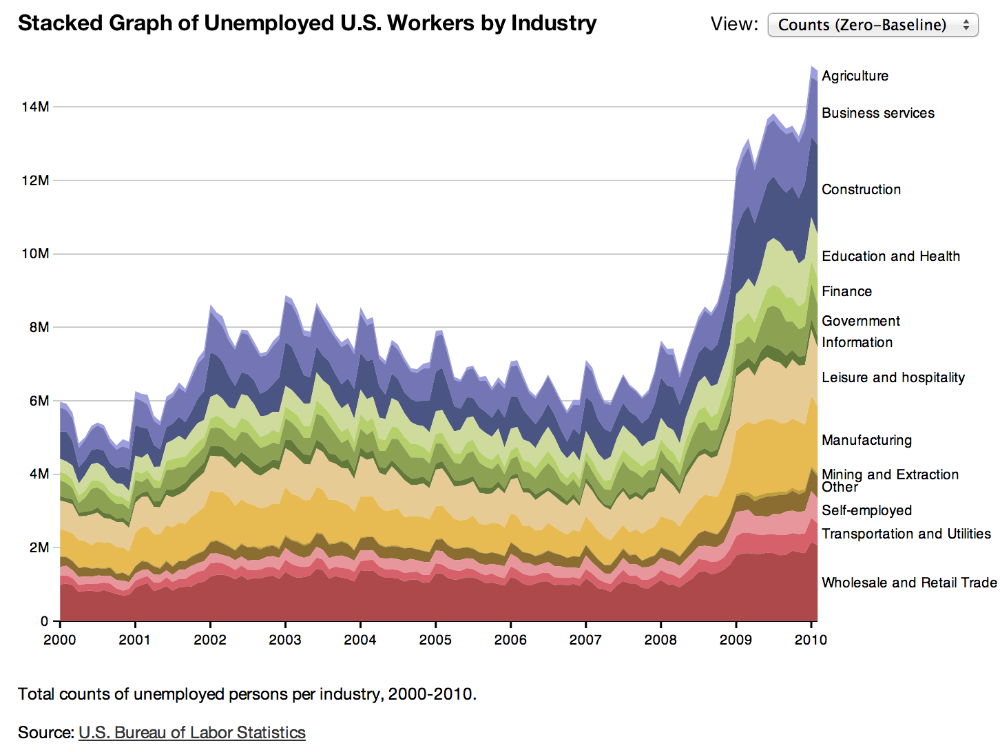 Stacked Graph of Unemployed U.S. Workers by Industry
View: Counts (Zero-Baseline)
Agriculture
14M
Business services
12M
Construction
10M
Education and Health
Finance
Government
8M
Information
Leisure and hospitality
6M
Manufacturing
4M
Mining and Extraction
Other
Self-employed
Transportation and Utilities
2M
Wholesale and Retail Trade
0
2000 2001 2002 2003 2004 2005 2006 2007 2008 2009 2010
Total counts of unemployed persons per industry, 2000-2010.
Source: U.S. Bureau of Labor Statistics